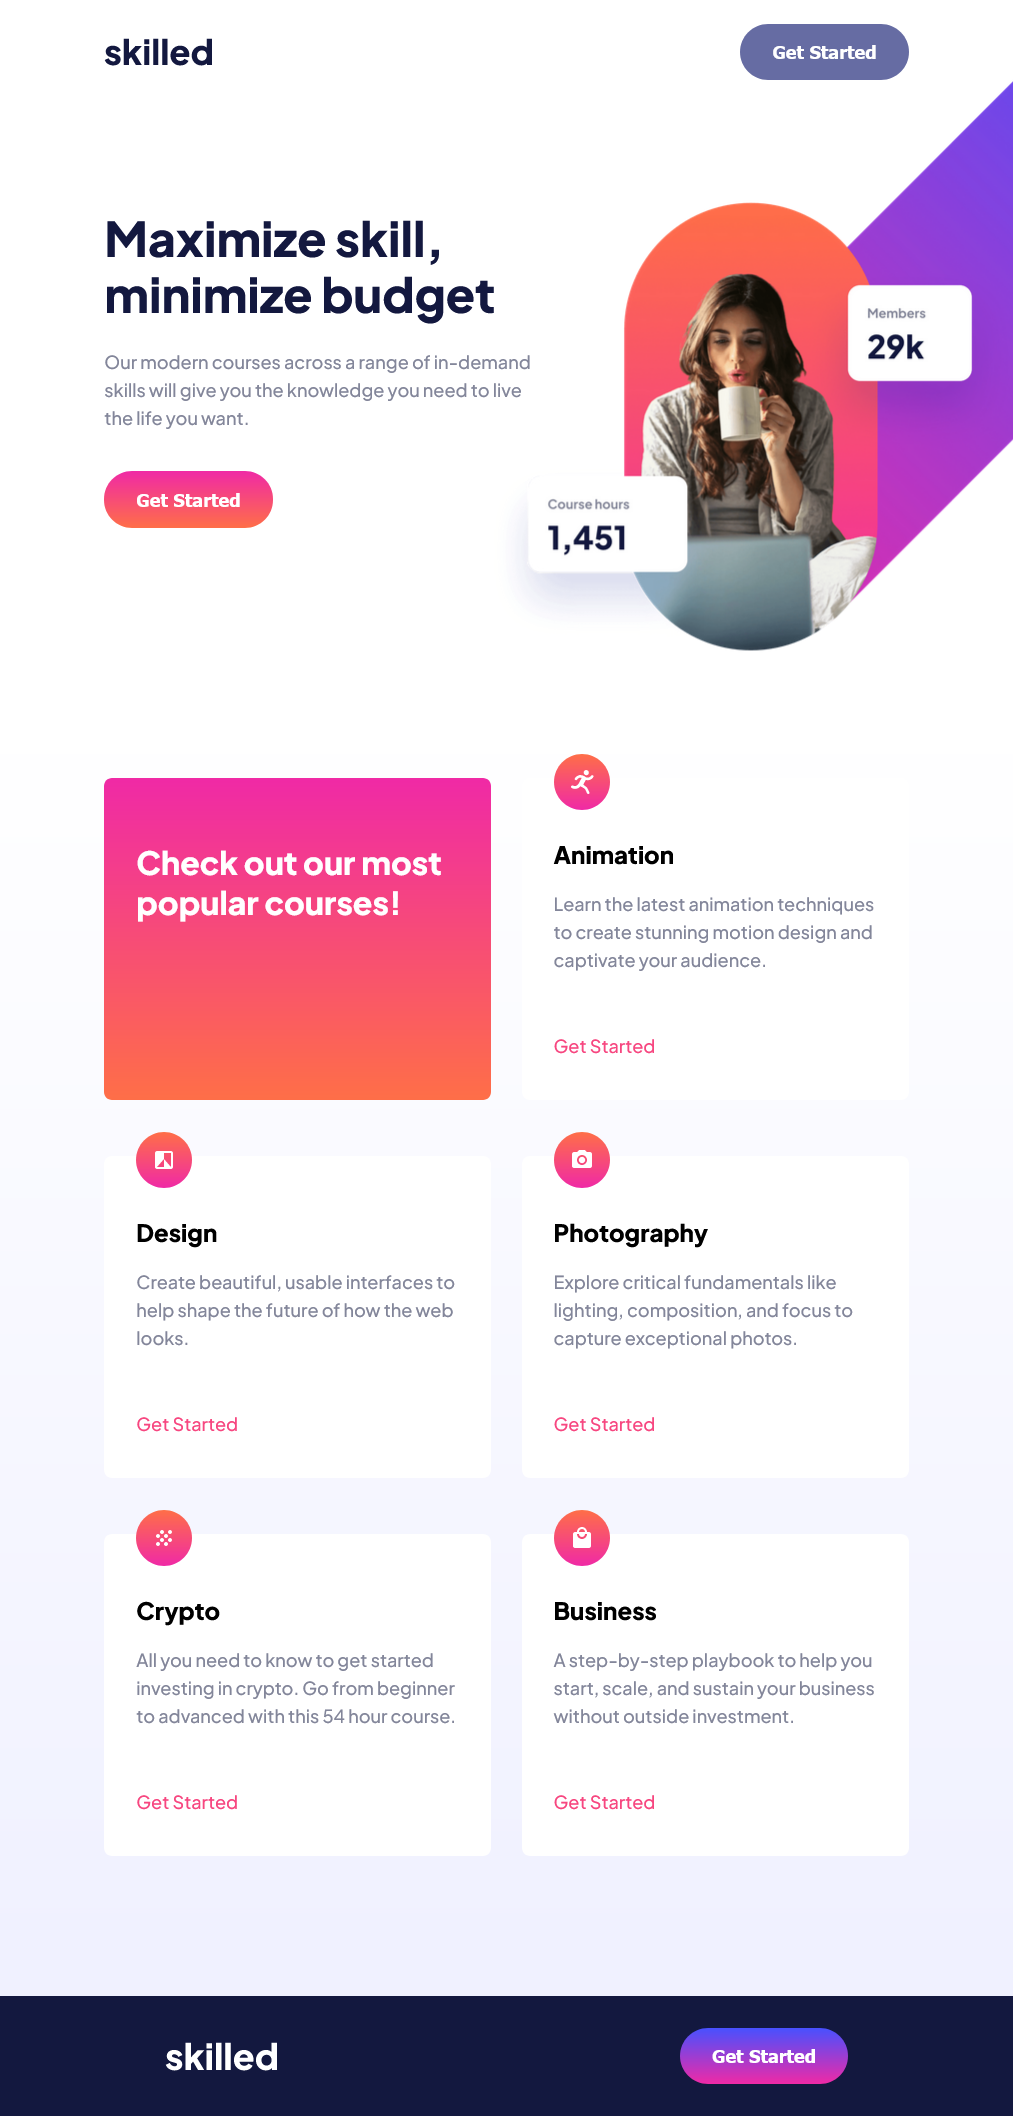 skilled
Get Started
Maximize skill,
minimize budget
Our modern courses across a range of in-demand
skills will give you the knowledge you need to live
the life you want.
Get Started
Members
29k
Course hours
1,451
Check out our most
popular courses!
Animation
Learn the latest animation techniques
to create stunning motion design and
captivate your audience.
Get Started
Design
Create beautiful, usable interfaces to
help shape the future of how the web
looks.
Get Started
Photography
Explore critical fundamentals like
lighting, composition, and focus to
capture exceptional photos.
Get Started
Crypto
All you need to know to get started
investing in crypto. Go from beginner
to advanced with this 54 hour course.
Get Started
Business
A step-by-step playbook to help you
start, scale, and sustain your business
without outside investment.
Get Started
skilled
Get Started